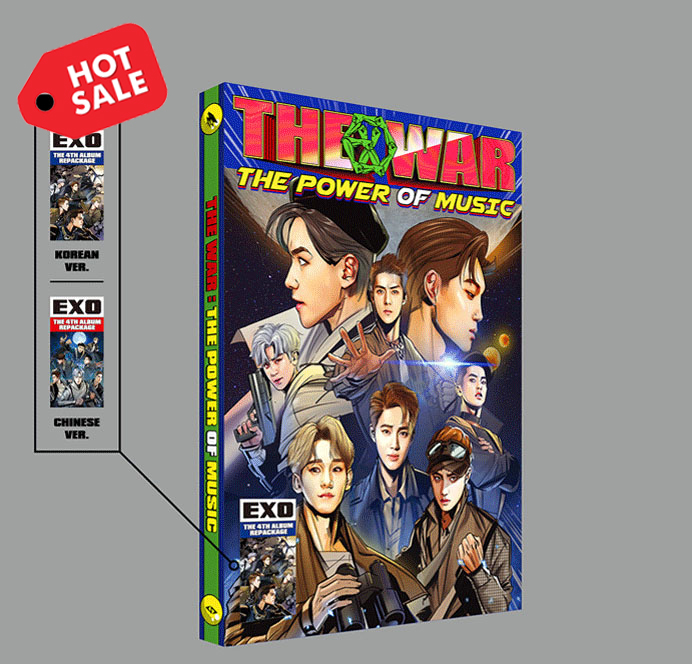 HOT
SALE
EXO
THE 4TH ALBUM
REPACKAGE
KOREAN
VER.
EXO
THE 4TH ALBUM
REPACKAGE
CHINESE
VER.
THE WAR : THE POWER OF MUSIC
THE WAR
THE POWER OF MUSIC
EXO
THE 4TH ALBUM
REPACKAGE